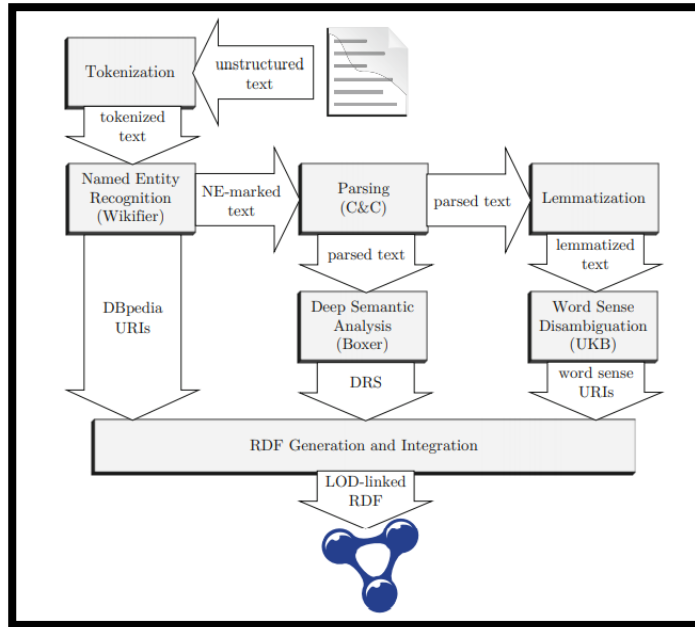 Tokenization
unstructured
text
tokenized
text
Named Entity
Recognition
(Wikifier)
NE-marked
text
Parsing
(C&C)
parsed text
Lemmatization
parsed text
lemmatized
text
DBpedia
URIs
Deep Semantic
Analysis
(Boxer)
Word Sense
Disambiguation
(UKB)
DRS
word sense
URIs
RDF Generation and Integration
LOD-linked
RDF